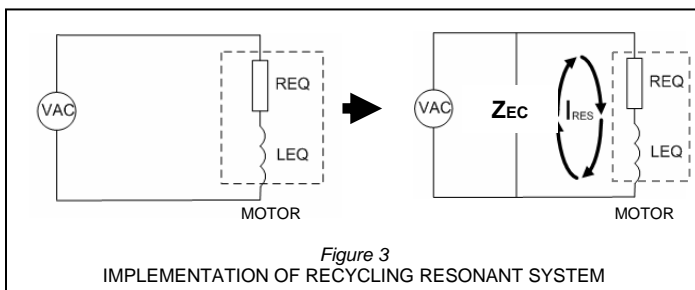 VAC
REQ
LEQ
MOTOR
VAC
ZEC
IRES
REQ
LEQ
MOTOR
Figure 3
IMPLEMENTATION OF RECYCLING RESONANT SYSTEM